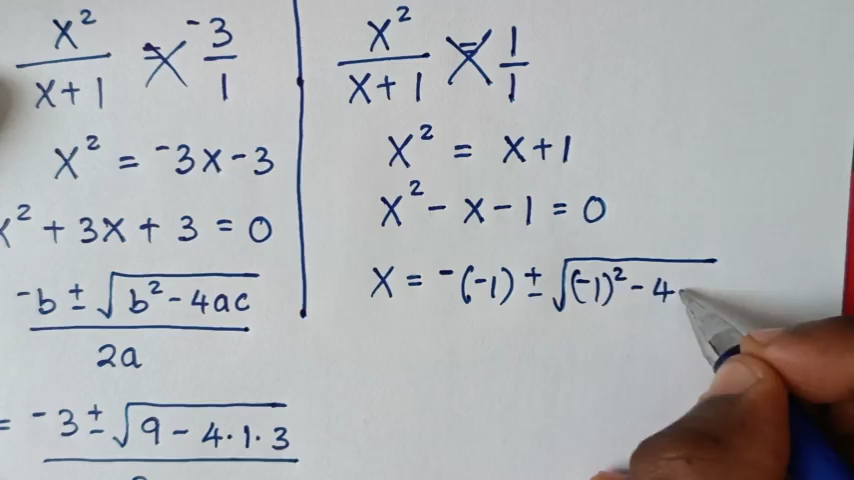 x²/(x+1) = ⁻3/1
x² = ⁻3x - 3
x² + 3x + 3 = 0
⁻b ± √(b² - 4ac) / 2a
= ⁻3 ± √(9 - 4·1·3)
x²/(x+1) = 1/1
x² = x+1
x² - x - 1 = 0
x = ⁻(-1) ± √((-1)² - 4·